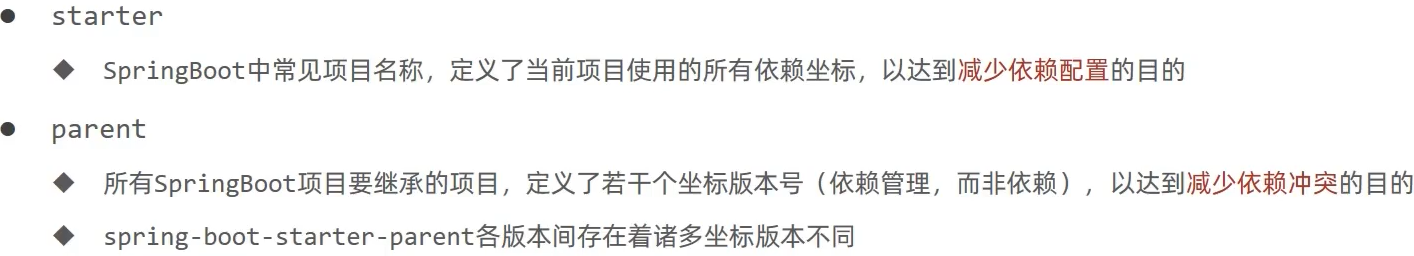 ● starter
◆ SpringBoot中常见项目名称，定义了当前项目使用的所有依赖坐标，以达到减少依赖配置的目的
● parent
◆ 所有SpringBoot项目要继承的项目，定义了若干个坐标版本号（依赖管理，而非依赖），以达到减少依赖冲突的目的
◆ spring-boot-starter-parent各版本间存在着诸多坐标版本不同